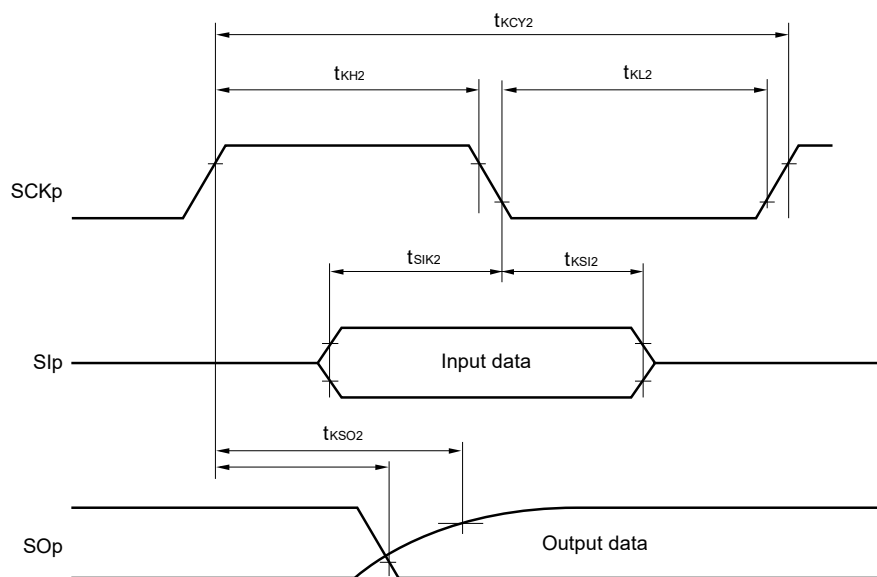 tKCY2
tKH2
tKL2
SCKp
tSIK2
tKSI2
SIp
Input data
tKSO2
SOp
Output data